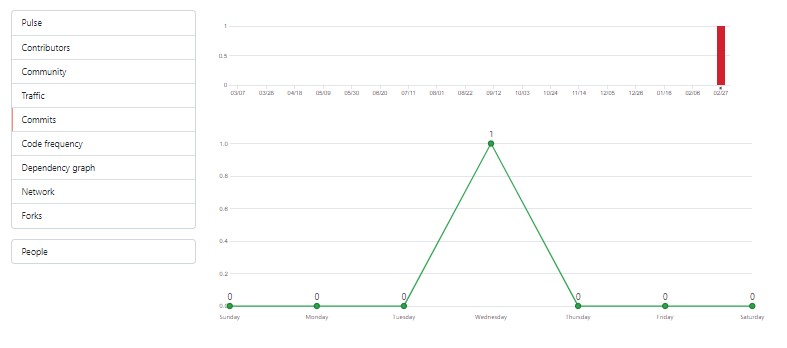 Pulse
Contributors
Community
Traffic
Commits
Code frequency
Dependency graph
Network
Forks
People
1
0.5
0
03/07 03/28 04/18 05/09 05/30 06/20 07/11 08/01 08/22 09/12 10/03 10/24 11/14 12/05 12/26 01/16 02/06 02/27
1
1.0
0.8
0.6
0.4
0.2
0 0 0 0 0 0
0.0
Sunday Monday Tuesday Wednesday Thursday Friday Saturday